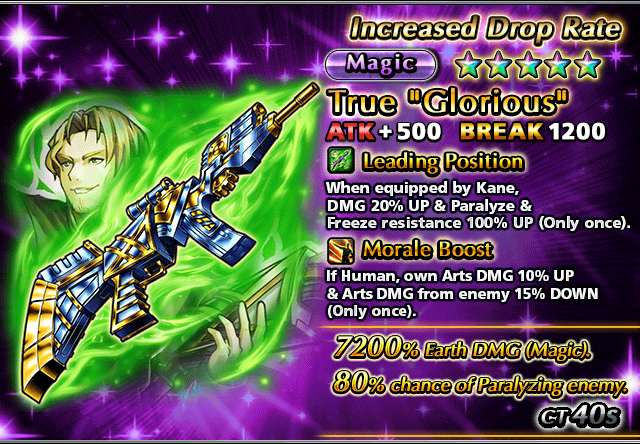 Increased Drop Rate
Magic
True "Glorious"
ATK +500 BREAK 1200
Leading Position
When equipped by Kane,
DMG 20% UP & Paralyze &
Freeze resistance 100% UP (Only once).
Morale Boost
If Human, own Arts DMG 10% UP
& Arts DMG from enemy 15% DOWN
(Only once).
7200% Earth DMG (Magic).
80% chance of Paralyzing enemy.
CT 40s